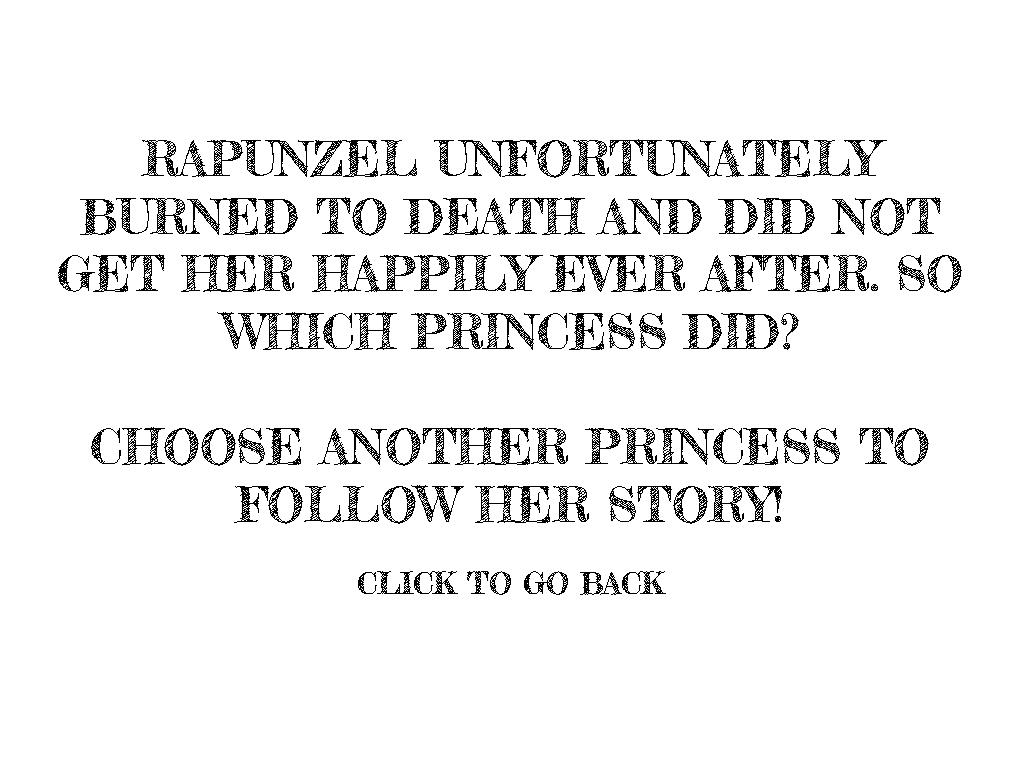 RAPUNZEL UNFORTUNATELY
BURNED TO DEATH AND DID NOT
GET HER HAPPILY EVER AFTER. SO
WHICH PRINCESS DID?
CHOOSE ANOTHER PRINCESS TO
FOLLOW HER STORY!
CLICK TO GO BACK